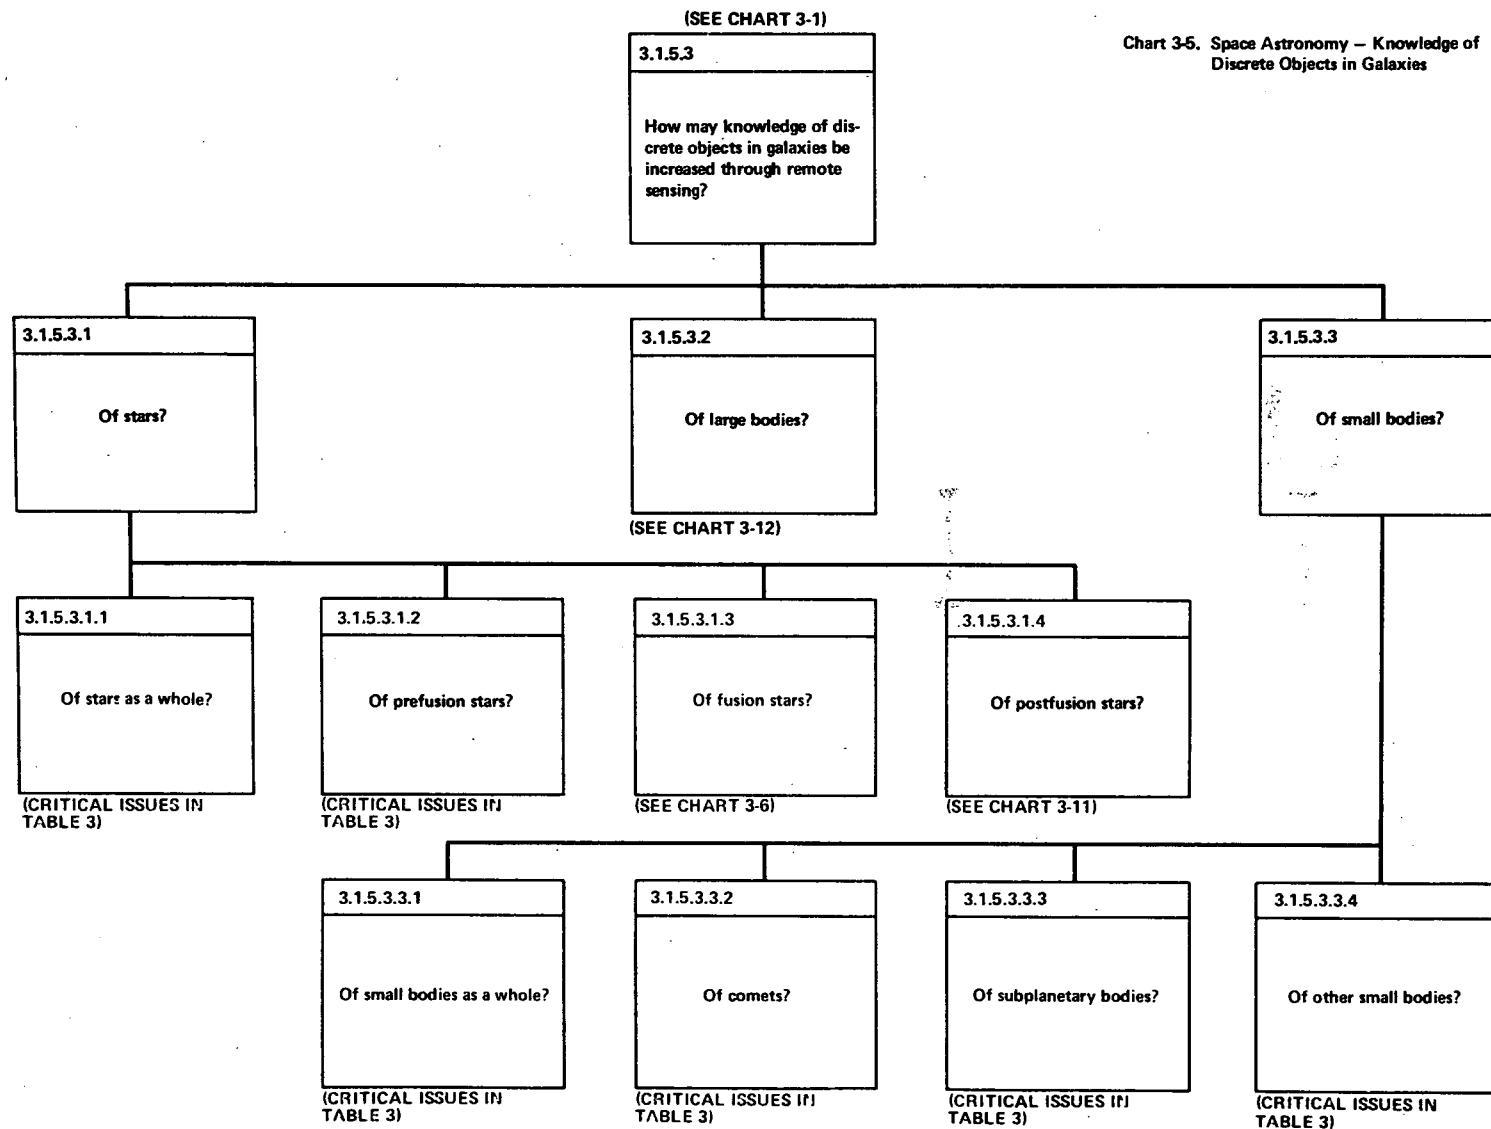 (SEE CHART 3-1)
Chart 3-5. Space Astronomy – Knowledge of
Discrete Objects in Galaxies
3.1.5.3
How may knowledge of dis-
crete objects in galaxies be
increased through remote
sensing?
3.1.5.3.1
Of stars?
3.1.5.3.2
Of large bodies?
(SEE CHART 3-12)
3.1.5.3.3
Of small bodies?
3.1.5.3.1.1
Of stars as a whole?
(CRITICAL ISSUES IN
TABLE 3)
3.1.5.3.1.2
Of prefusion stars?
(CRITICAL ISSUES IN
TABLE 3)
3.1.5.3.1.3
Of fusion stars?
(SEE CHART 3-6)
3.1.5.3.1.4
Of postfusion stars?
(SEE CHART 3-11)
3.1.5.3.3.1
Of small bodies as a whole?
(CRITICAL ISSUES IN
TABLE 3)
3.1.5.3.3.2
Of comets?
(CRITICAL ISSUES IN
TABLE 3)
3.1.5.3.3.3
Of subplanetary bodies?
(CRITICAL ISSUES IN
TABLE 3)
3.1.5.3.3.4
Of other small bodies?
(CRITICAL ISSUES IN
TABLE 3)